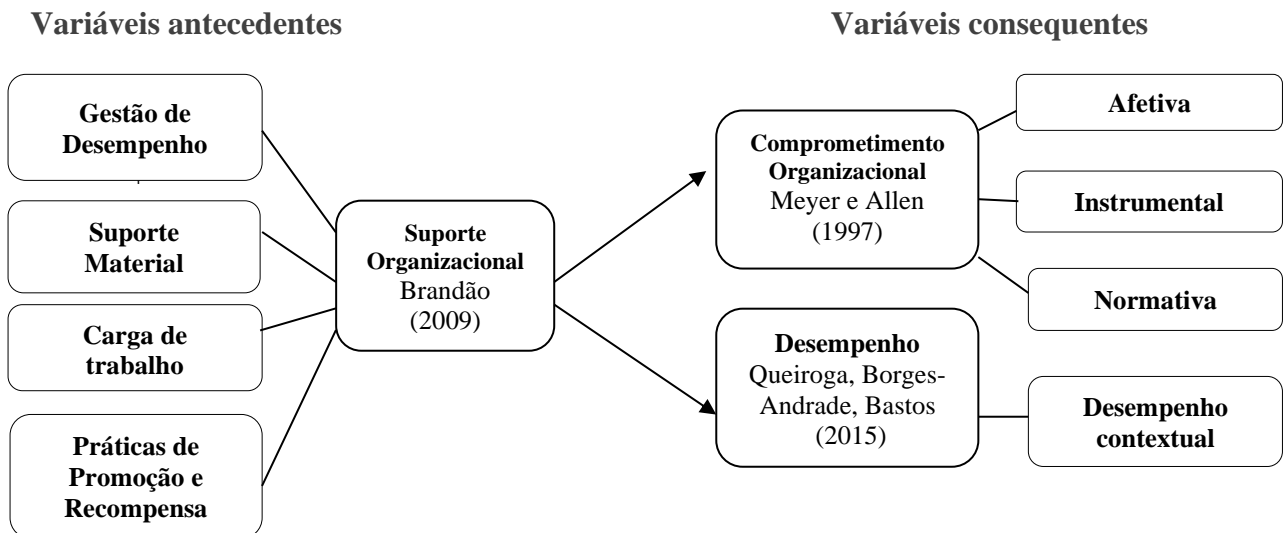 Variáveis antecedentes
Variáveis consequentes
Gestão de
Desempenho
Suporte
Material
Carga de
trabalho
Práticas de
Promoção e
Recompensa
Suporte
Organizacional
Brandão
(2009)
Comprometimento
Organizacional
Meyer e Allen
(1997)
Desempenho
Queiroga, Borges-
Andrade, Bastos
(2015)
Afetiva
Instrumental
Normativa
Desempenho
contextual